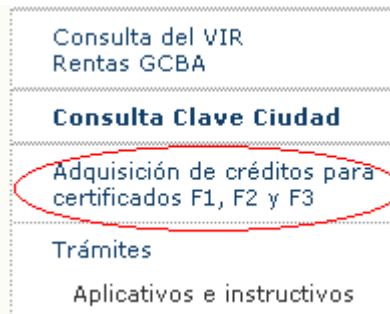 Consulta del VIR
Rentas GCBA
Consulta Clave Ciudad
Adquisición de créditos para
certificados F1, F2 y F3
Trámites
Aplicativos e instructivos